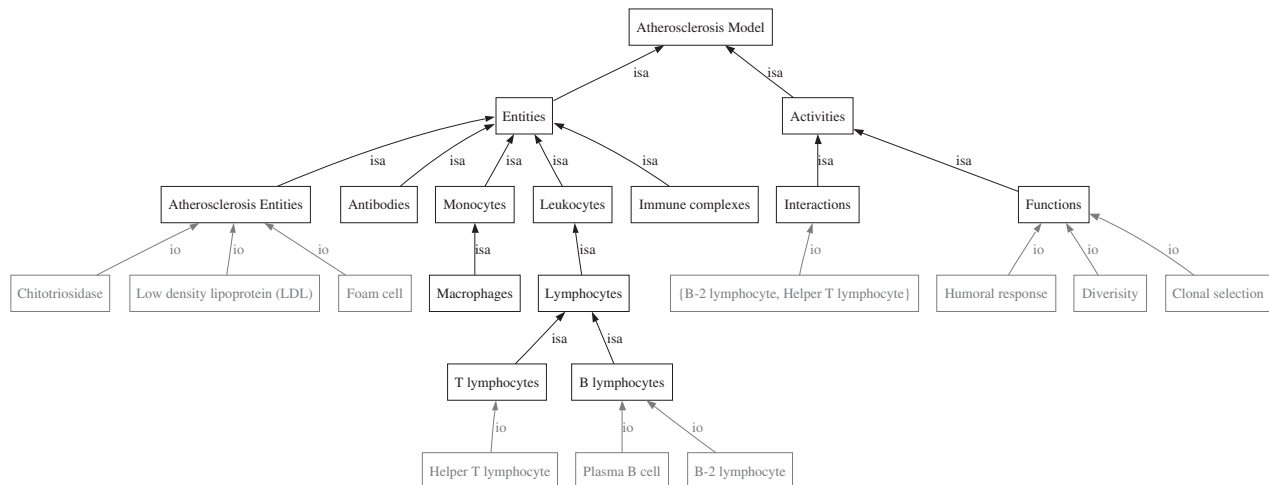 Atherosclerosis Model
isa
isa
Entities
Activities
isa
isa
isa
isa
isa
isa
isa
Atherosclerosis Entities
Antibodies
Monocytes
Leukocytes
Immune complexes
Interactions
Functions
io
io
io
isa
isa
io
io
io
io
Chitotriosidase
Low density lipoprotein (LDL)
Foam cell
Macrophages
Lymphocytes
{B-2 lymphocyte, Helper T lymphocyte}
Humoral response
Diverisity
Clonal selection
isa
isa
T lymphocytes
B lymphocytes
io
io
io
Helper T lymphocyte
Plasma B cell
B-2 lymphocyte